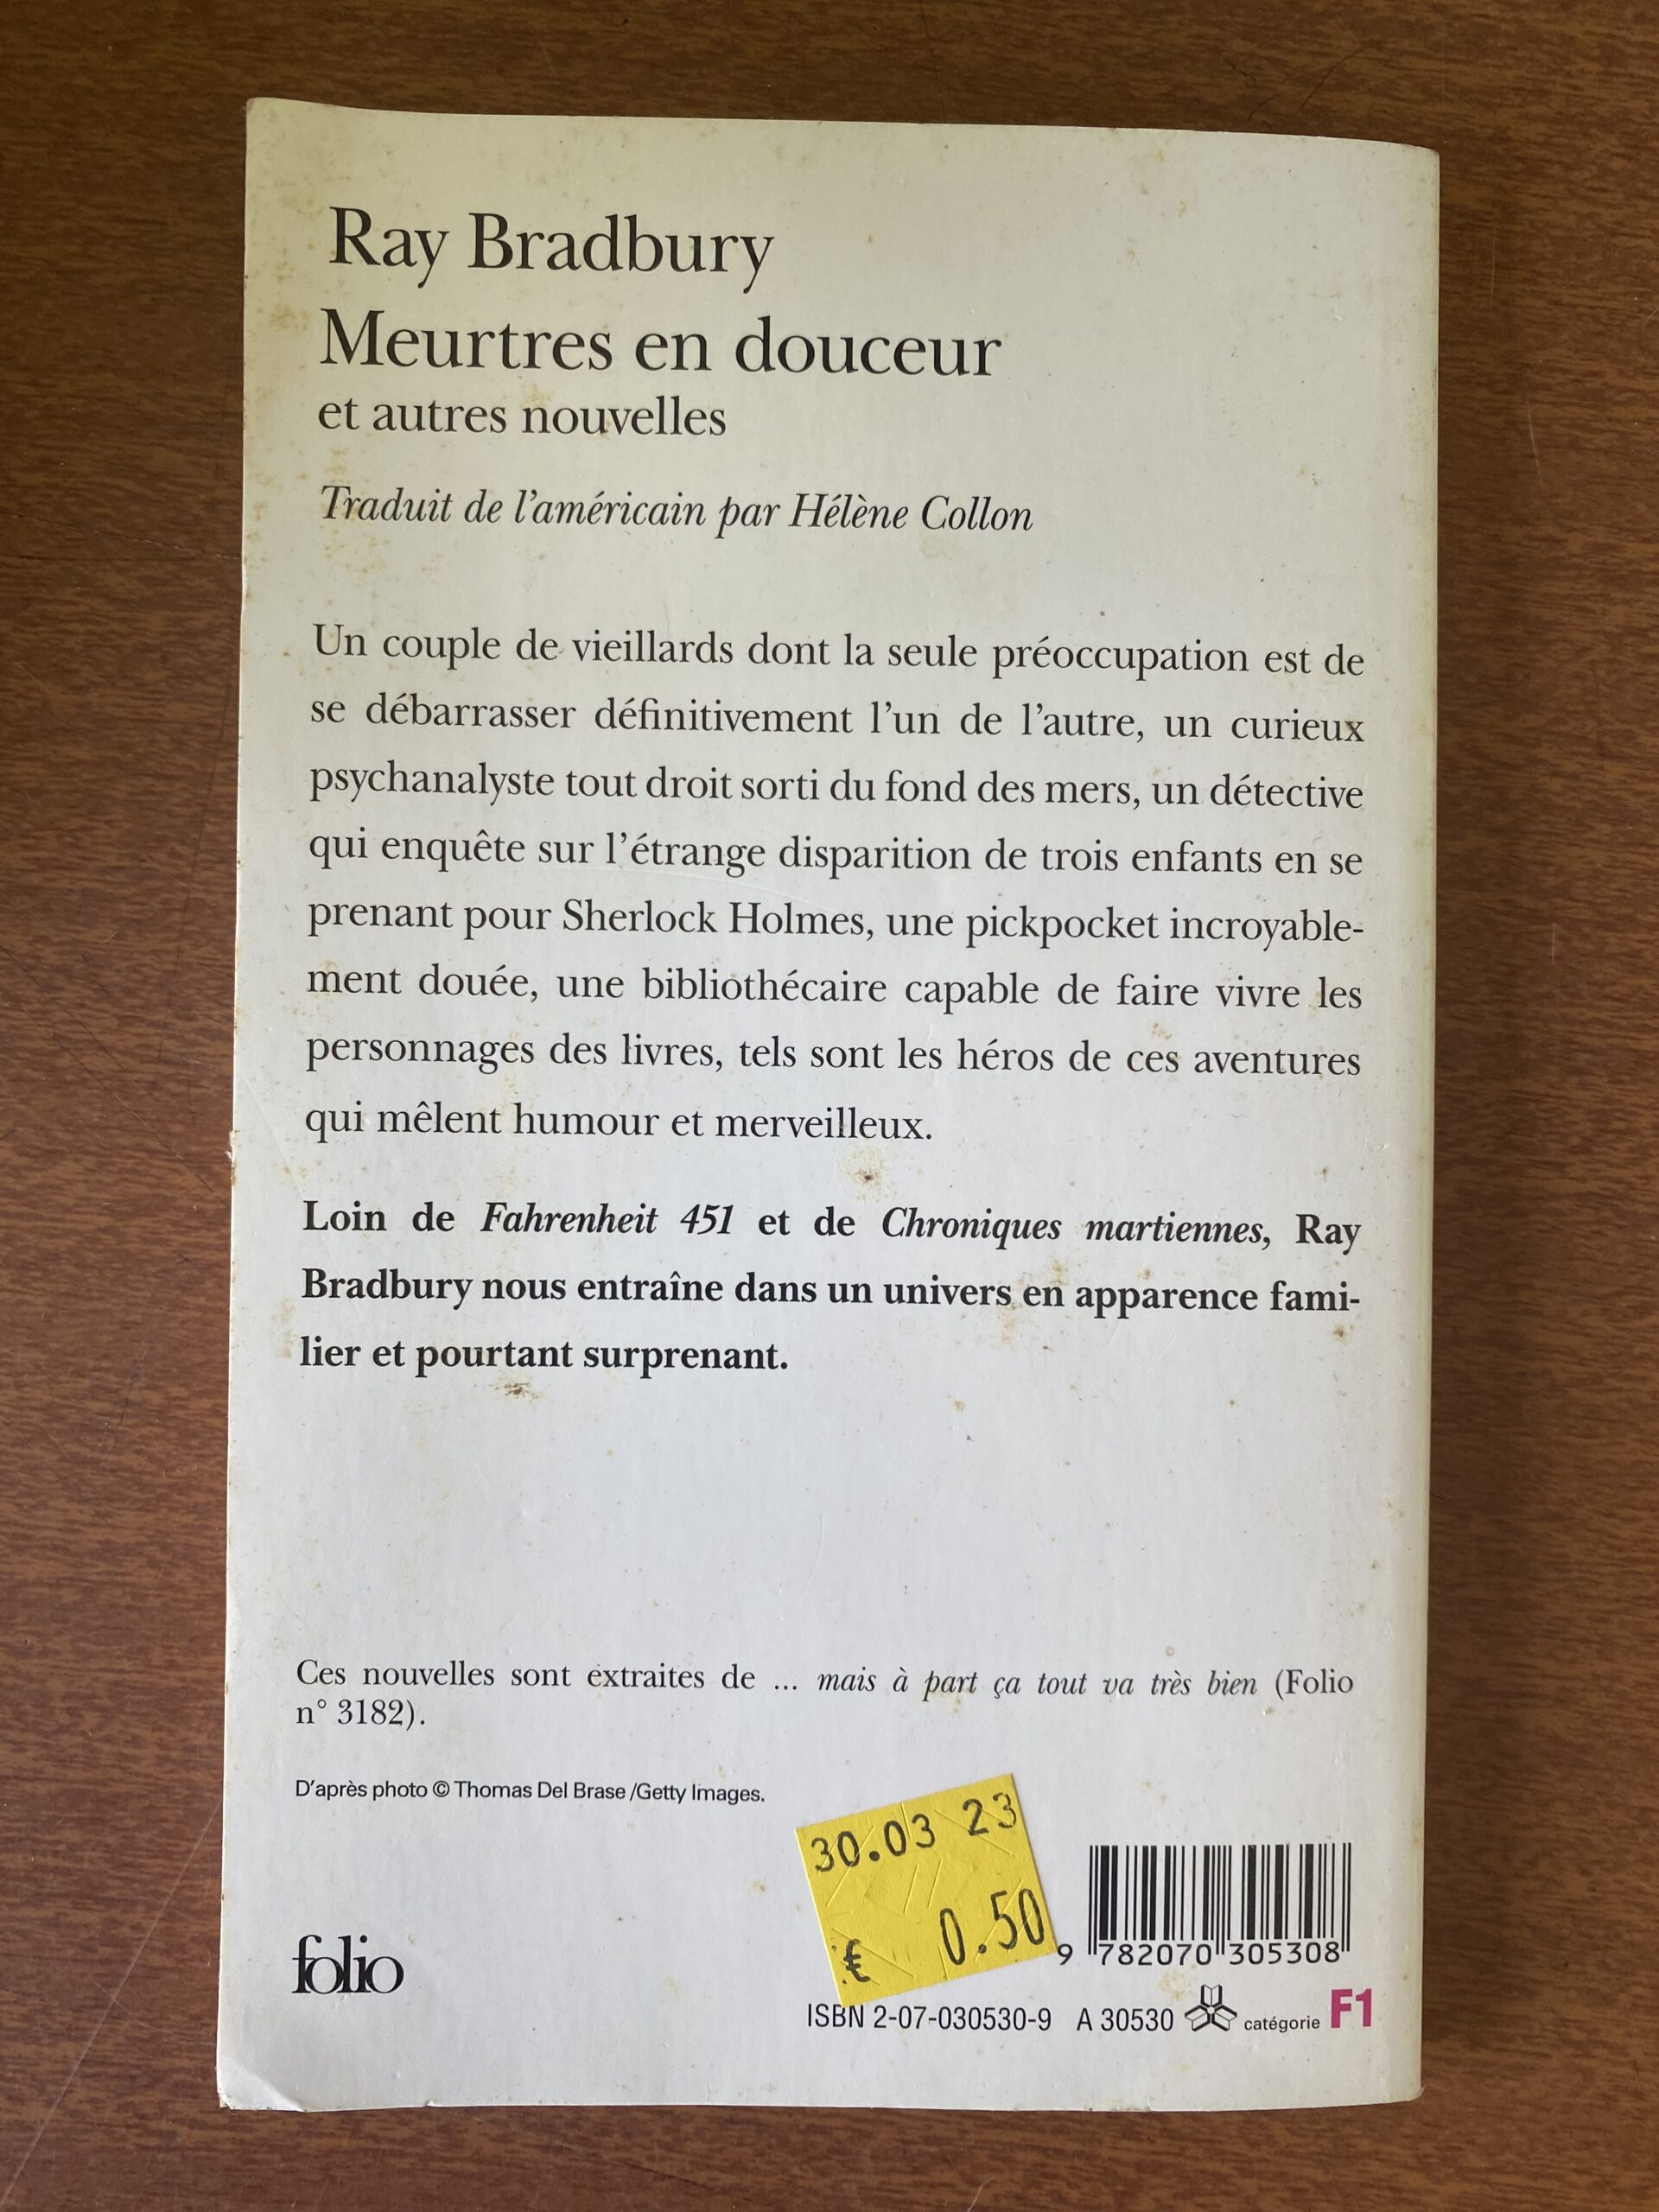 Ray Bradbury
Meurtres en douceur
et autres nouvelles
Traduit de l'américain par Hélène Collon
Un couple de vieillards dont la seule préoccupation est de
se débarrasser définitivement l'un de l'autre, un curieux
psychanalyste tout droit sorti du fond des mers, un détective
qui enquête sur l'étrange disparition de trois enfants en se
prenant pour Sherlock Holmes, une pickpocket incroyable-
ment douée, une bibliothécaire capable de faire vivre les
personnages des livres, tels sont les héros de ces aventures
qui mêlent humour et merveilleux.
Loin de Fahrenheit 451 et de Chroniques martiennes, Ray
Bradbury nous entraîne dans un univers en apparence fami-
lier et pourtant surprenant.
Ces nouvelles sont extraites de ... mais à part ça tout va très bien (Folio
n° 3182).
D'après photo © Thomas Del Brase /Getty Images.
30.03 23
€ 0.50
9 782070 305308
folio
ISBN 2-07-030530-9 A 30530 catégorie F1